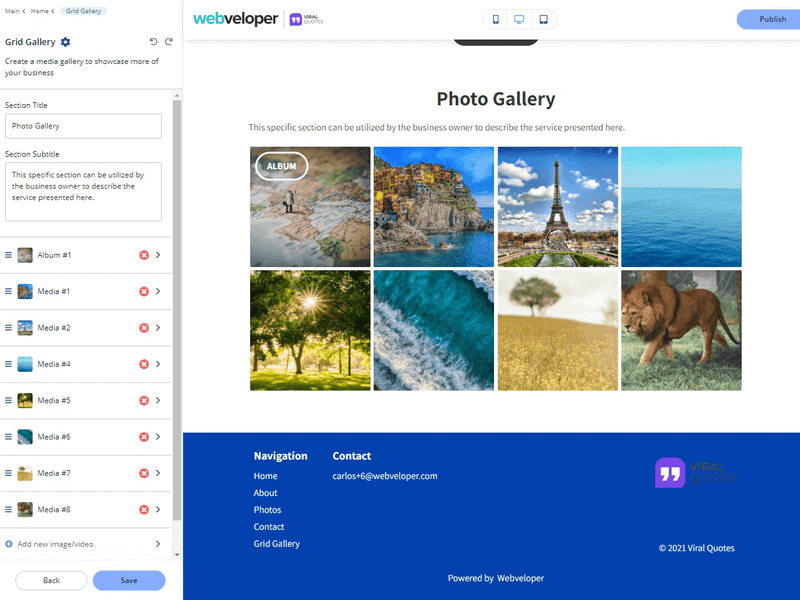 Main < Home < Grid Gallery
Grid Gallery
Create a media gallery to showcase more of
your business
Section Title
Photo Gallery
Section Subtitle
This specific section can be utilized by
the business owner to describe the
service presented here.
Album #1
Media #1
Media #2
Media #4
Media #5
Media #6
Media #7
Media #8
Add new image/video
Back
Save
webveloper
VIRAL
QUOTES
Publish
Photo Gallery
This specific section can be utilized by the business owner to describe the service presented here.
ALBUM
Navigation
Home
About
Photos
Contact
Grid Gallery
Contact
carlos+6@webveloper.com
VIRAL
QUOTES
© 2021 Viral Quotes
Powered by Webveloper